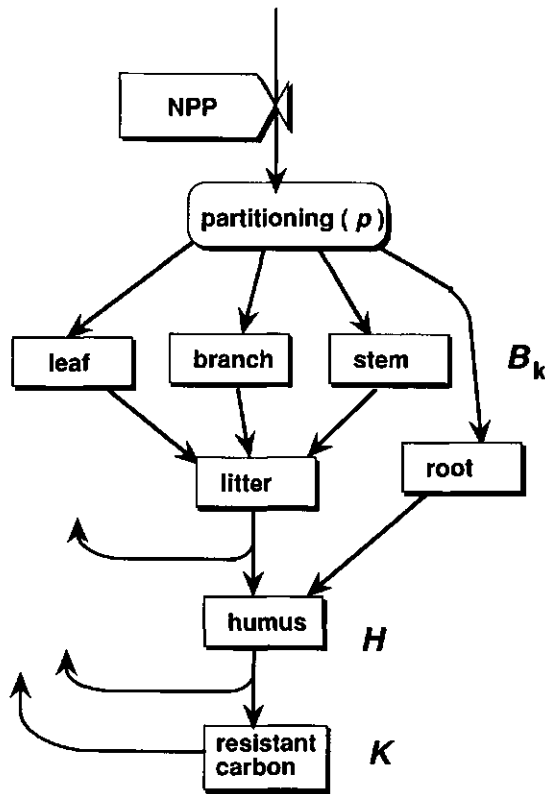 NPP
partitioning ( p )
leaf
branch
stem
B k
litter
root
humus
H
resistant
carbon
K